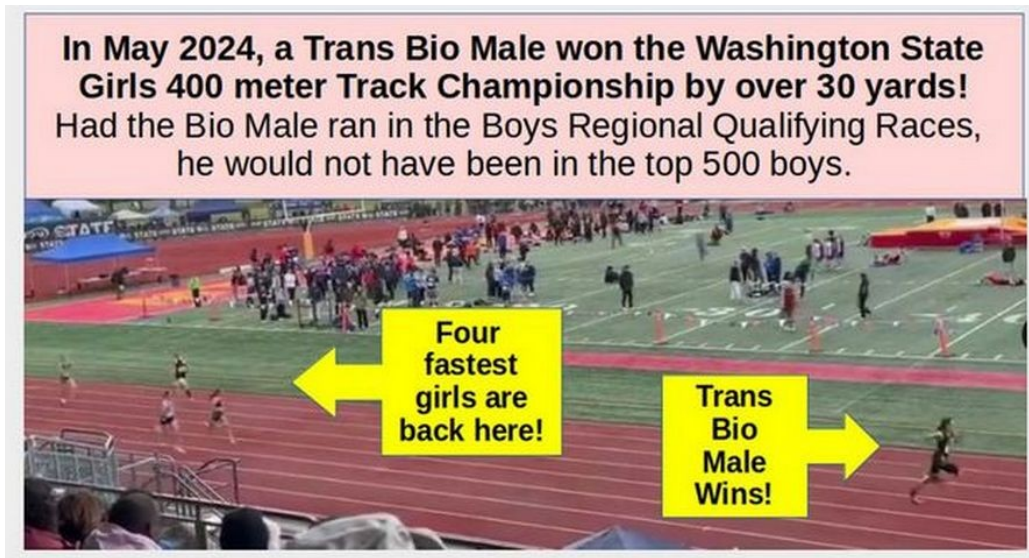 In May 2024, a Trans Bio Male won the Washington State
Girls 400 meter Track Championship by over 30 yards!
Had the Bio Male ran in the Boys Regional Qualifying Races,
he would not have been in the top 500 boys.
STATE
Four
fastest
girls are
back here!
Trans
Bio
Male
Wins!